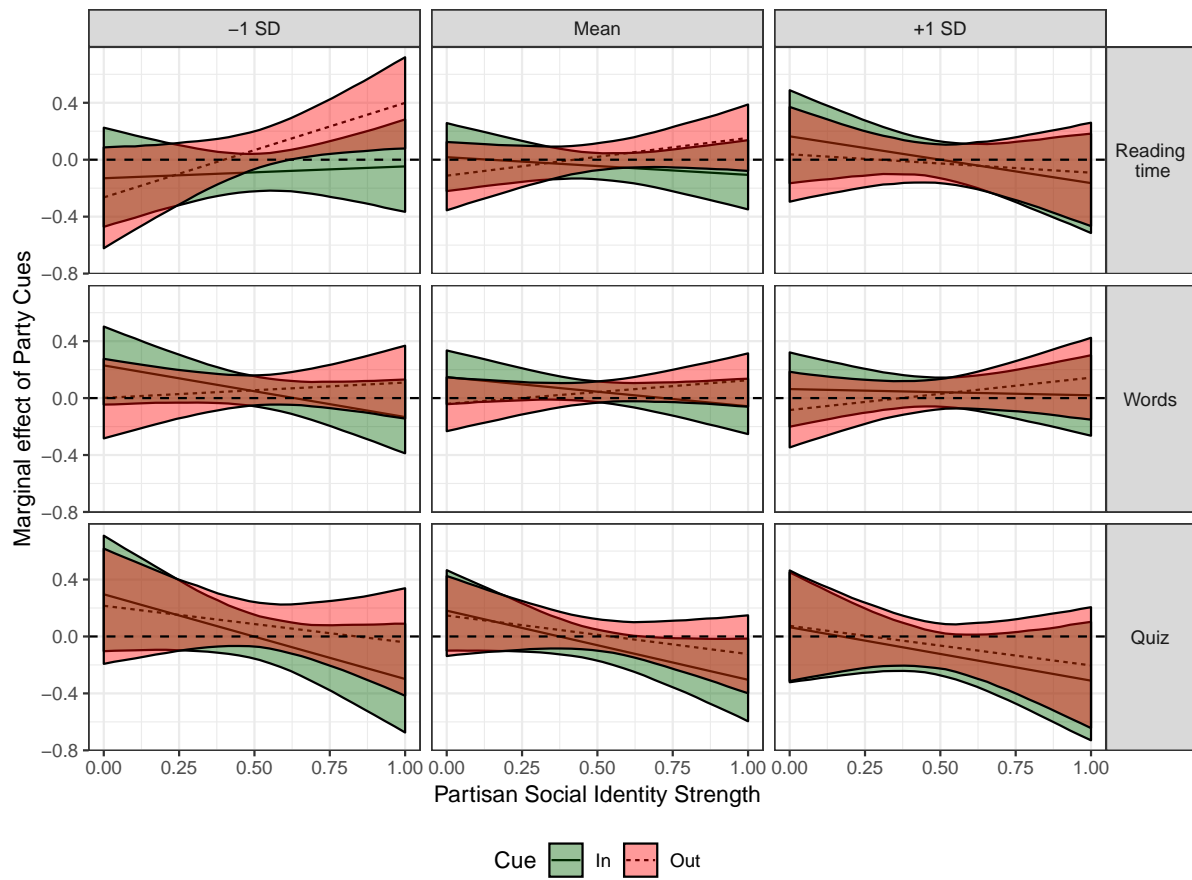 −1 SD
Mean
+1 SD
Marginal effect of Party Cues
0.4
0.0
−0.4
−0.8
Reading
time
0.4
0.0
−0.4
−0.8
Words
0.4
0.0
−0.4
−0.8
Quiz
0.00 0.25 0.50 0.75 1.00 0.00 0.25 0.50 0.75 1.00 0.00 0.25 0.50 0.75 1.00
Partisan Social Identity Strength
Cue In Out